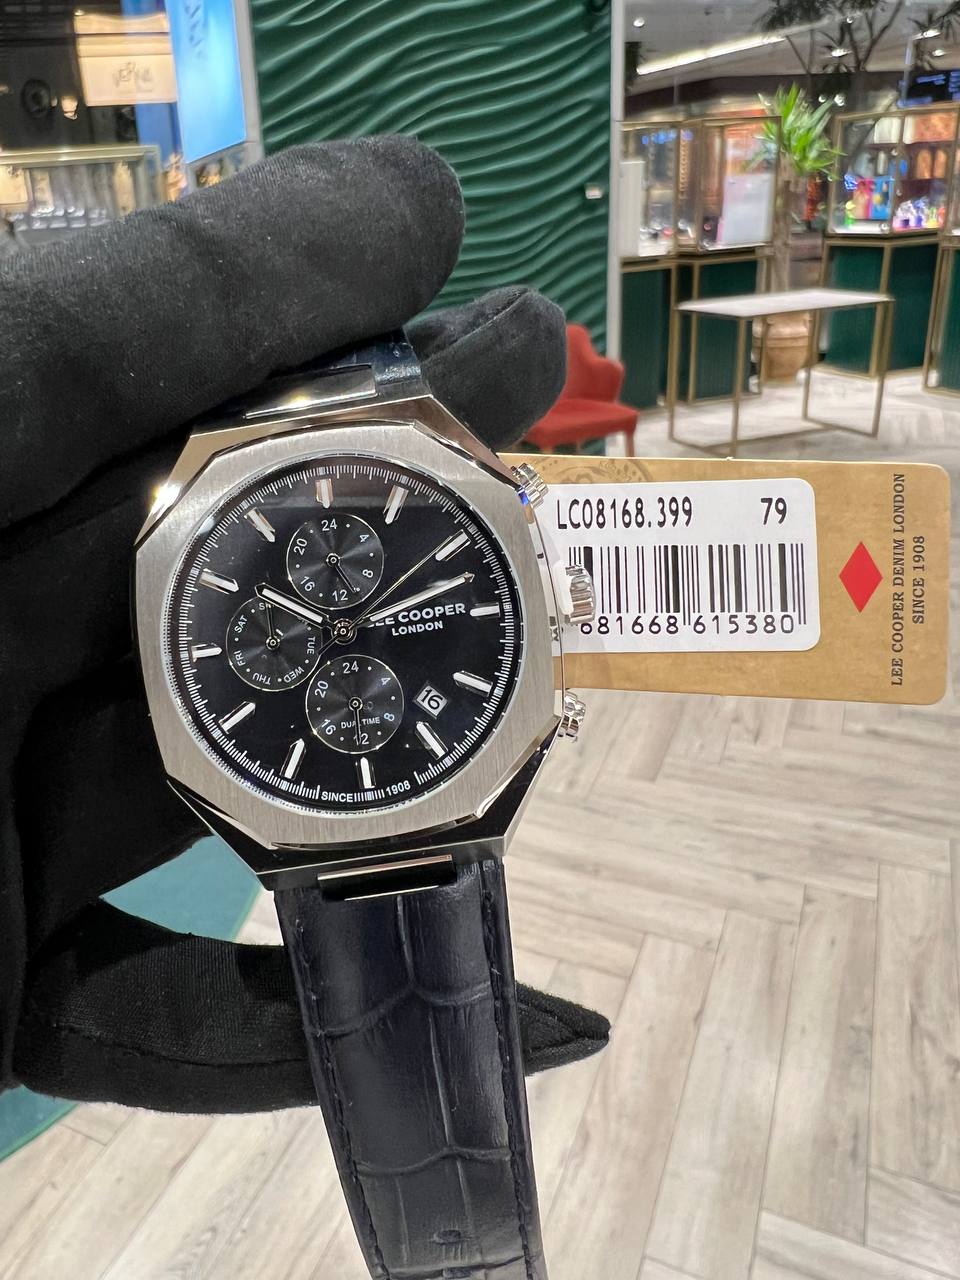 LC08168.399 79
681668 615380
LEE COOPER DENIM LONDON
SINCE 1908
LEE COOPER
LONDON
24
4
8
12
16
20
SAT
FRI
THU
WED
TUE
24
4
8
12
16
20
DUAL TIME
16
SINCE 1908